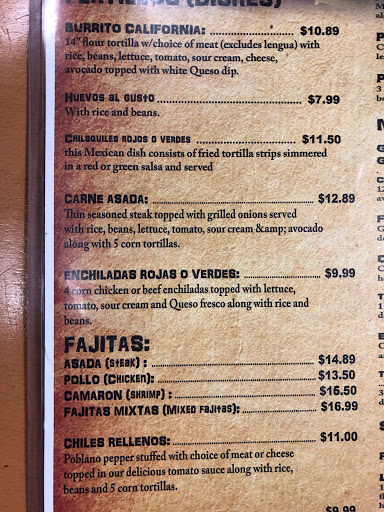 PLATILLOS (DISHES)
BURRITO CALIFORNIA: $10.89
14" flour tortilla w/choice of meat (excludes lengua) with
rice, beans, lettuce, tomato, sour cream, cheese,
avocado topped with white Queso dip.
HUEVOS AL GUSTO $7.99
With rice and beans.
CHILAQUILES ROJOS O VERDES $11.50
this Mexican dish consists of fried tortilla strips simmered
in a red or green salsa and served
CARNE ASADA: $12.89
Thin seasoned steak topped with grilled onions served
with rice, beans, lettuce, tomato, sour cream &amp; avocado
along with 5 corn tortillas.
ENCHILADAS ROJAS O VERDES: $9.99
4 corn chicken or beef enchiladas topped with lettuce,
tomato, sour cream and Queso fresco along with rice and
beans.
FAJITAS:
ASADA (STEAK) : $14.89
POLLO (CHICKEN): $13.50
CAMARON (SHRIMP) : $16.50
FAJITAS MIXTAS (MIXED FAJITAS): $16.99
CHILES RELLENOS: $11.00
Poblano pepper stuffed with choice of meat or cheese
topped in our delicious tomato sauce along with rice,
beans and 5 corn tortillas.
$9.99